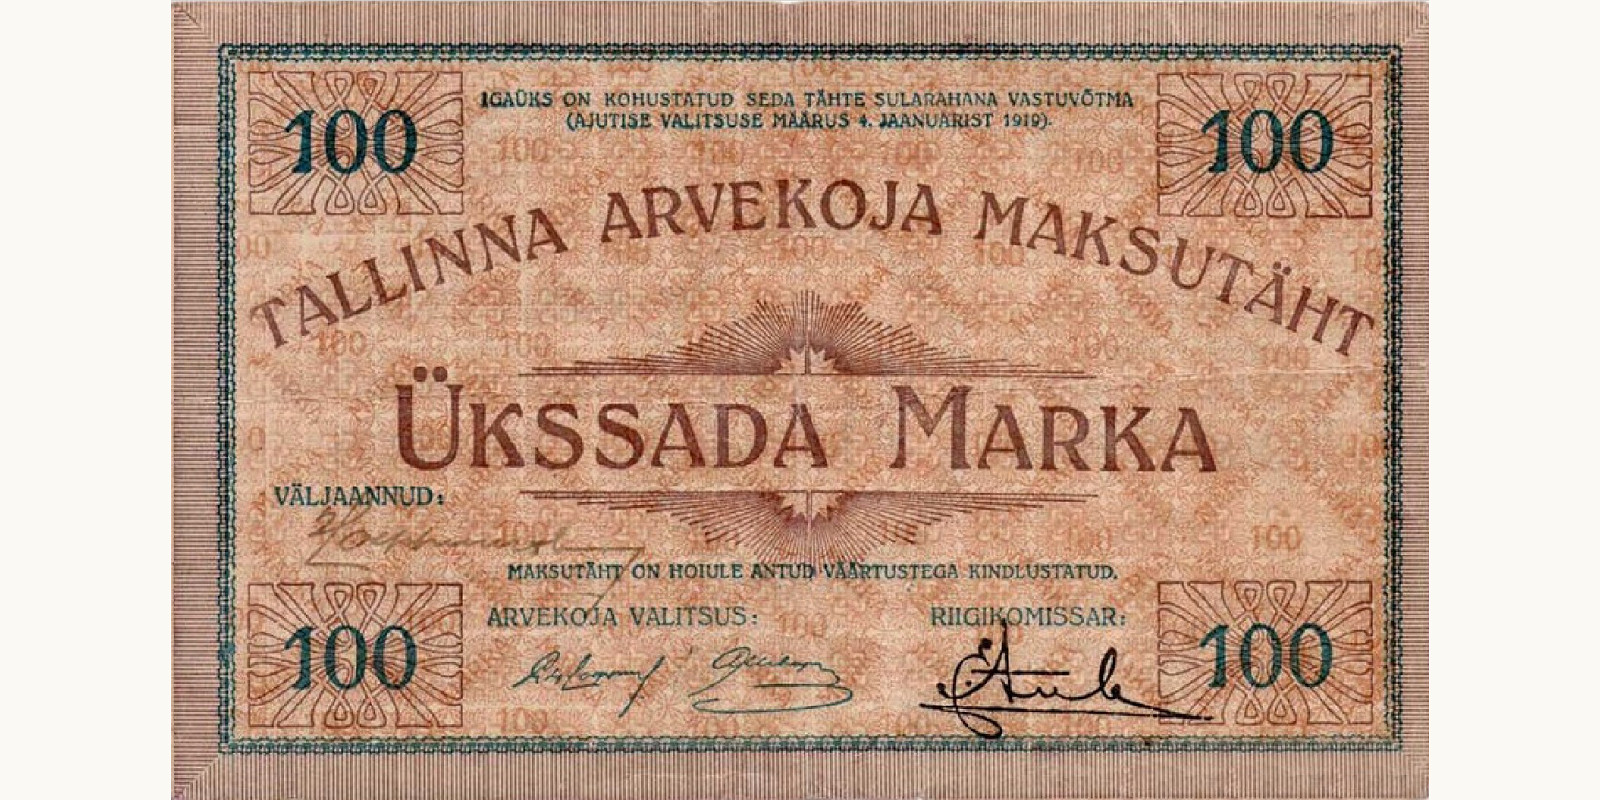 100 IGAÜKS ON KOHUSTATUD SEDA TÄHTE SULARAHANA VASTUVÕTMA 100
(AJUTISE VALITSUSE MÄÄRUS 4. JAANUARIST 1919).
TALLINNA ARVEKOJA MAKSUTÄHT
ÜKSSADA MARKA
VÄLJAANNUD:
MAKSUTÄHT ON HOIULE ANTUD VÄÄRTUSTEGA KINDLUSTATUD.
ARVEKOJA VALITSUS: RIIGIKOMISSAR:
100 100